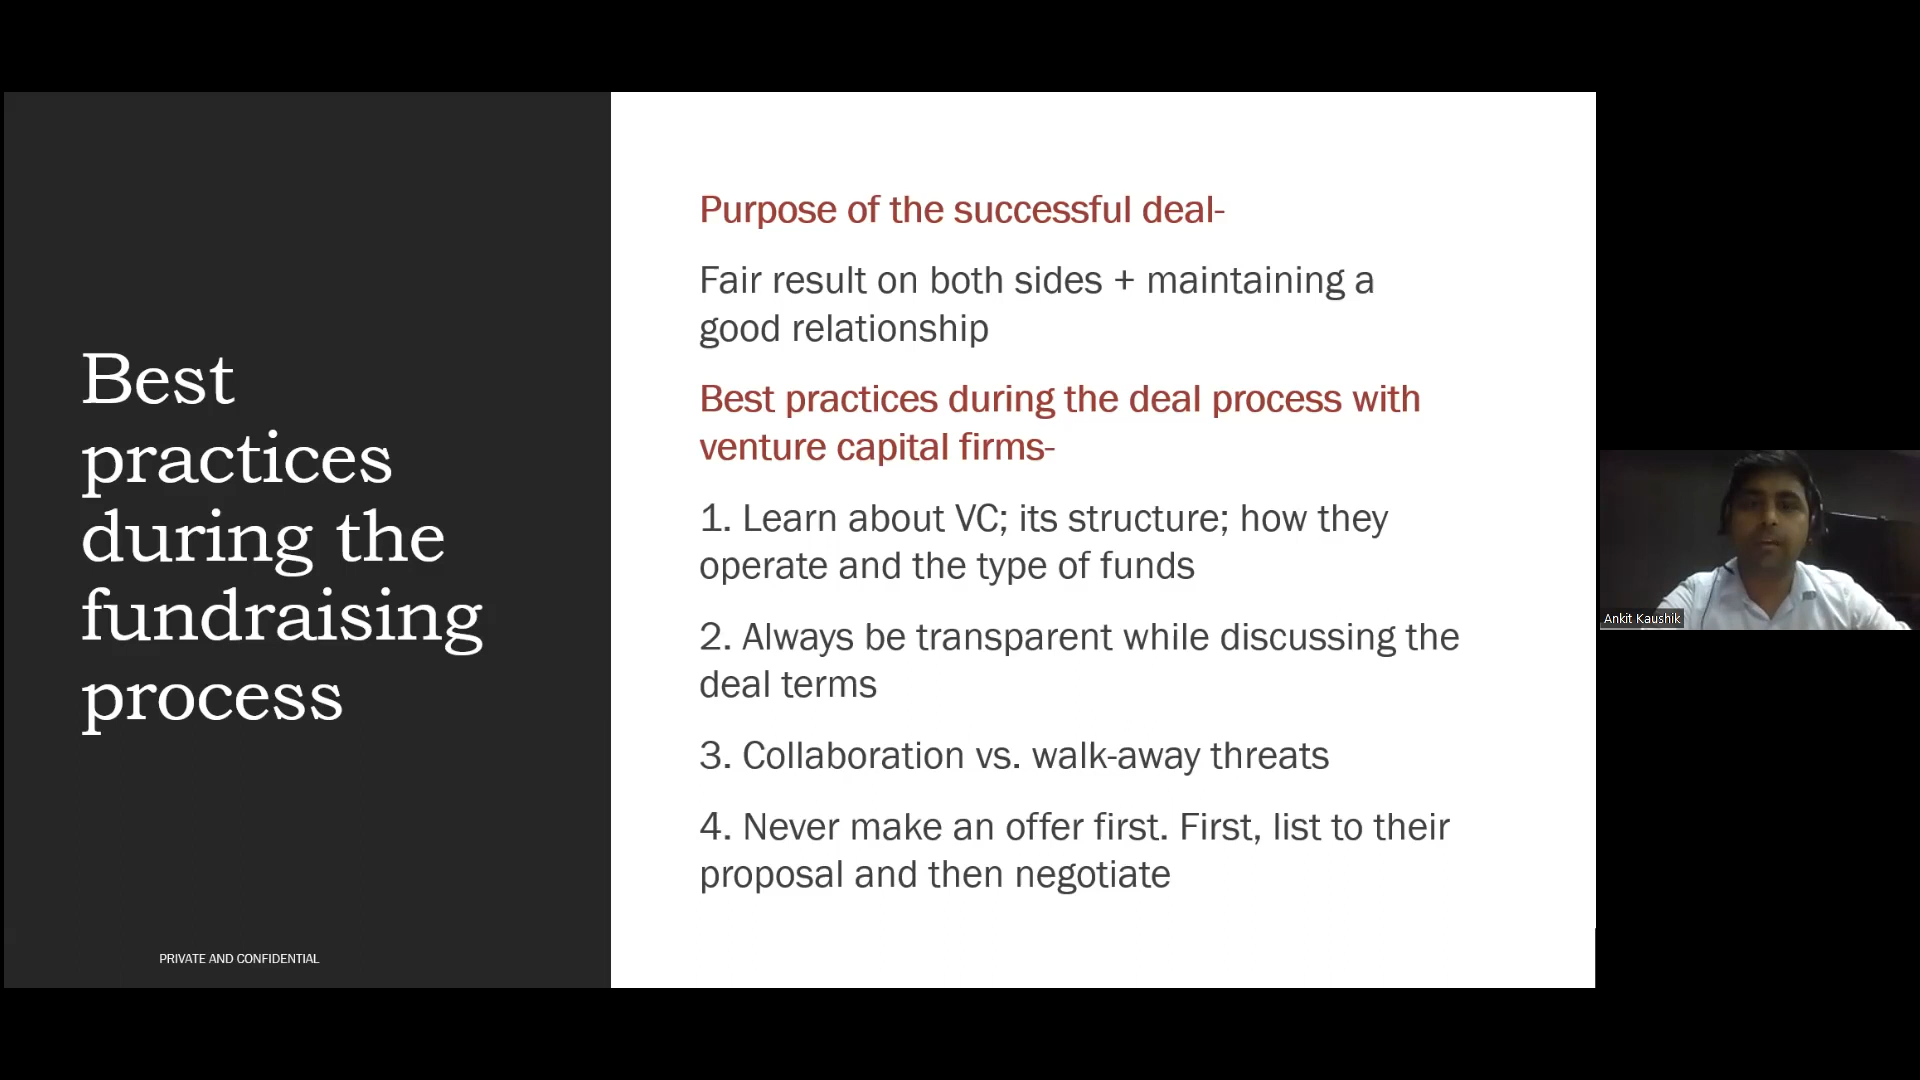 Best
practices
during the
fundraising
process
PRIVATE AND CONFIDENTIAL
Purpose of the successful deal-
Fair result on both sides + maintaining a
good relationship
Best practices during the deal process with
venture capital firms-
1. Learn about VC; its structure; how they
operate and the type of funds
2. Always be transparent while discussing the
deal terms
3. Collaboration vs. walk-away threats
4. Never make an offer first. First, list to their
proposal and then negotiate
Ankit Kaushik